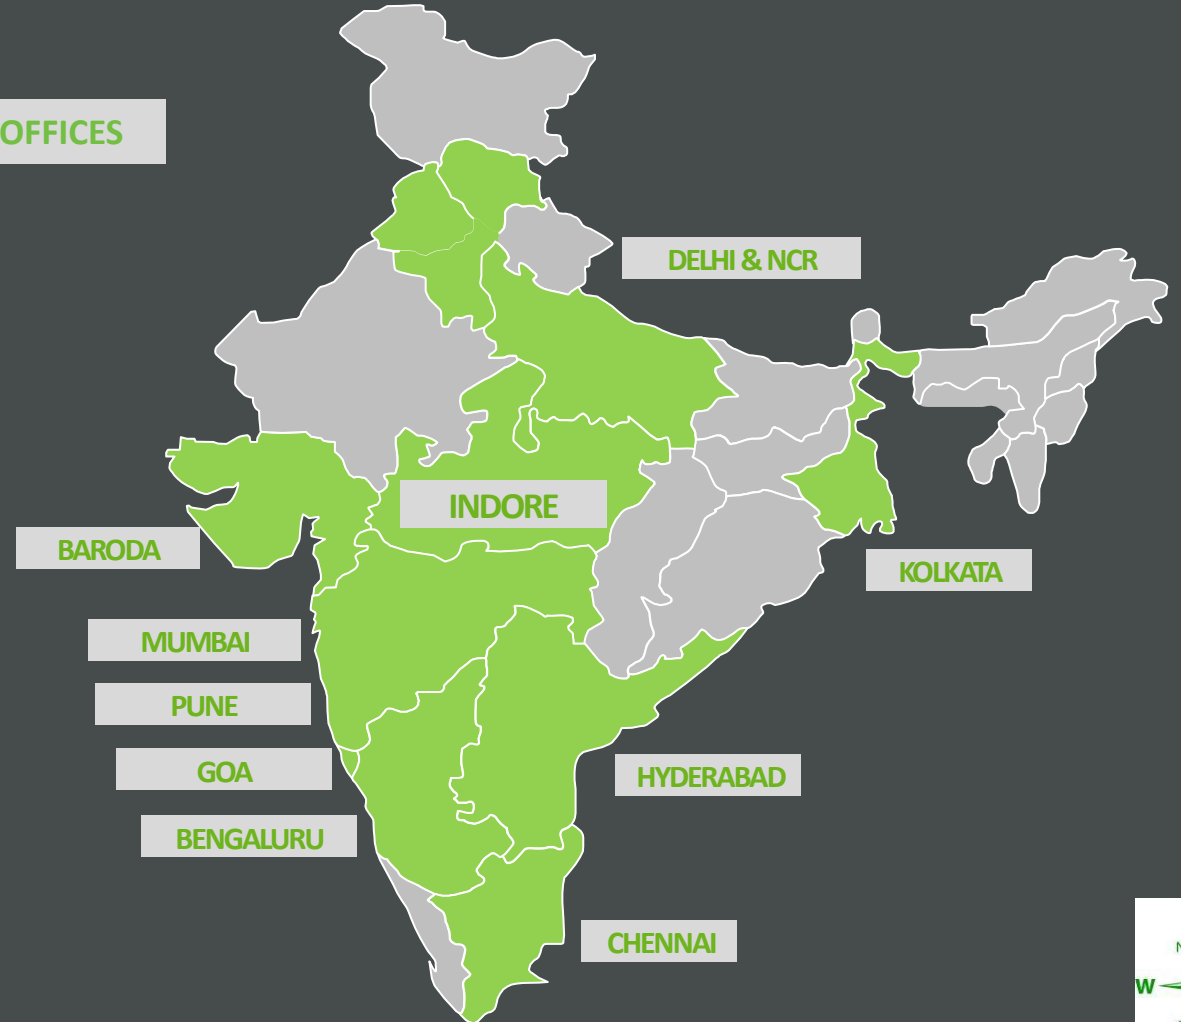 OFFICES
DELHI & NCR
INDORE
BARODA
KOLKATA
MUMBAI
PUNE
GOA
HYDERABAD
BENGALURU
CHENNAI
N
W